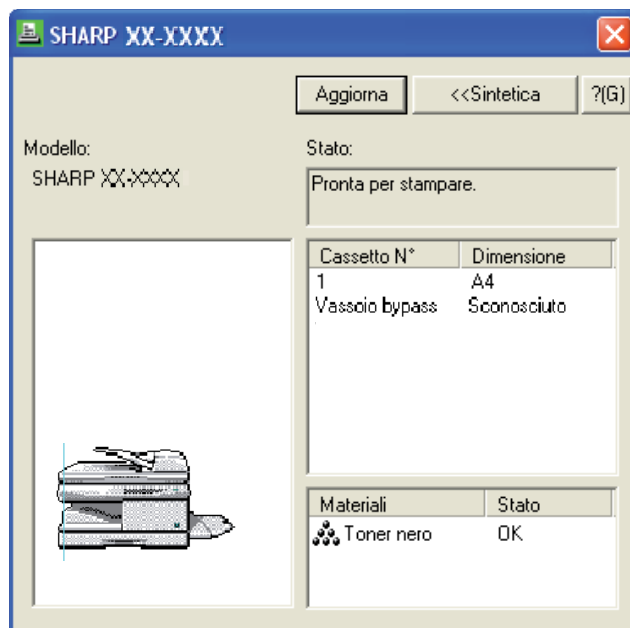 SHARP XX-XXXX
Aggiorna
<<Sintetica
?(G)
Modello:
SHARP XX-XXXX
Stato:
Pronta per stampare.
Cassetto N° Dimensione
1 A4
Vassoio bypass Sconosciuto
Materiali Stato
Toner nero OK